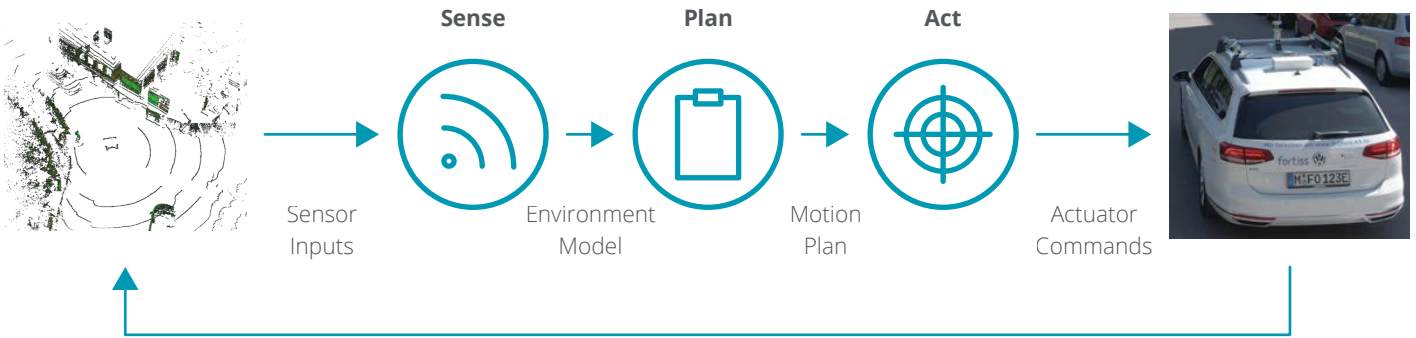 Sense
Plan
Act
Sensor
Inputs
Environment
Model
Motion
Plan
Actuator
Commands
fortiss
M FO 123E